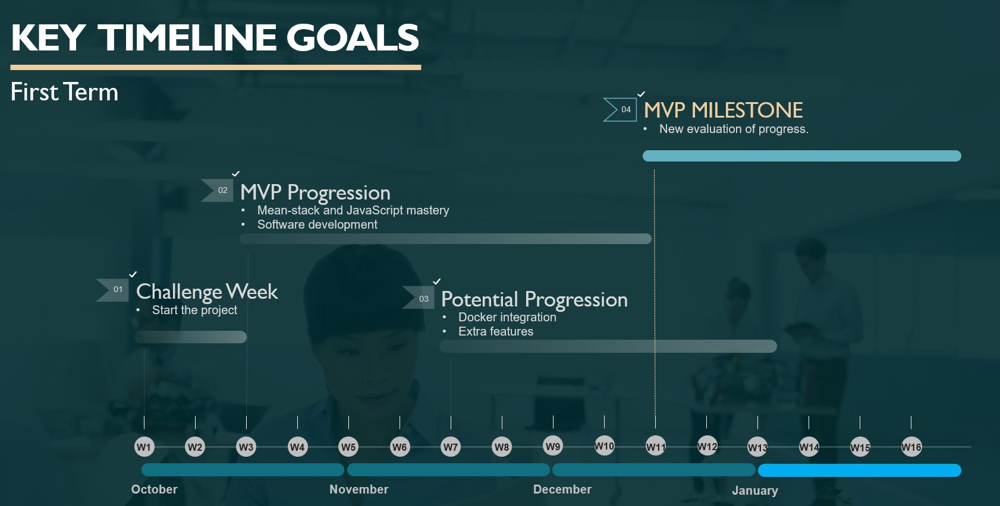 KEY TIMELINE GOALS
First Term
04
MVP MILESTONE
• New evaluation of progress.
02
MVP Progression
• Mean-stack and JavaScript mastery
• Software development
01
Challenge Week
• Start the project
03
Potential Progression
• Docker integration
• Extra features
W1 W2 W3 W4 W5 W6 W7 W8 W9 W10 W11 W12 W13 W14 W15 W16
October November December January